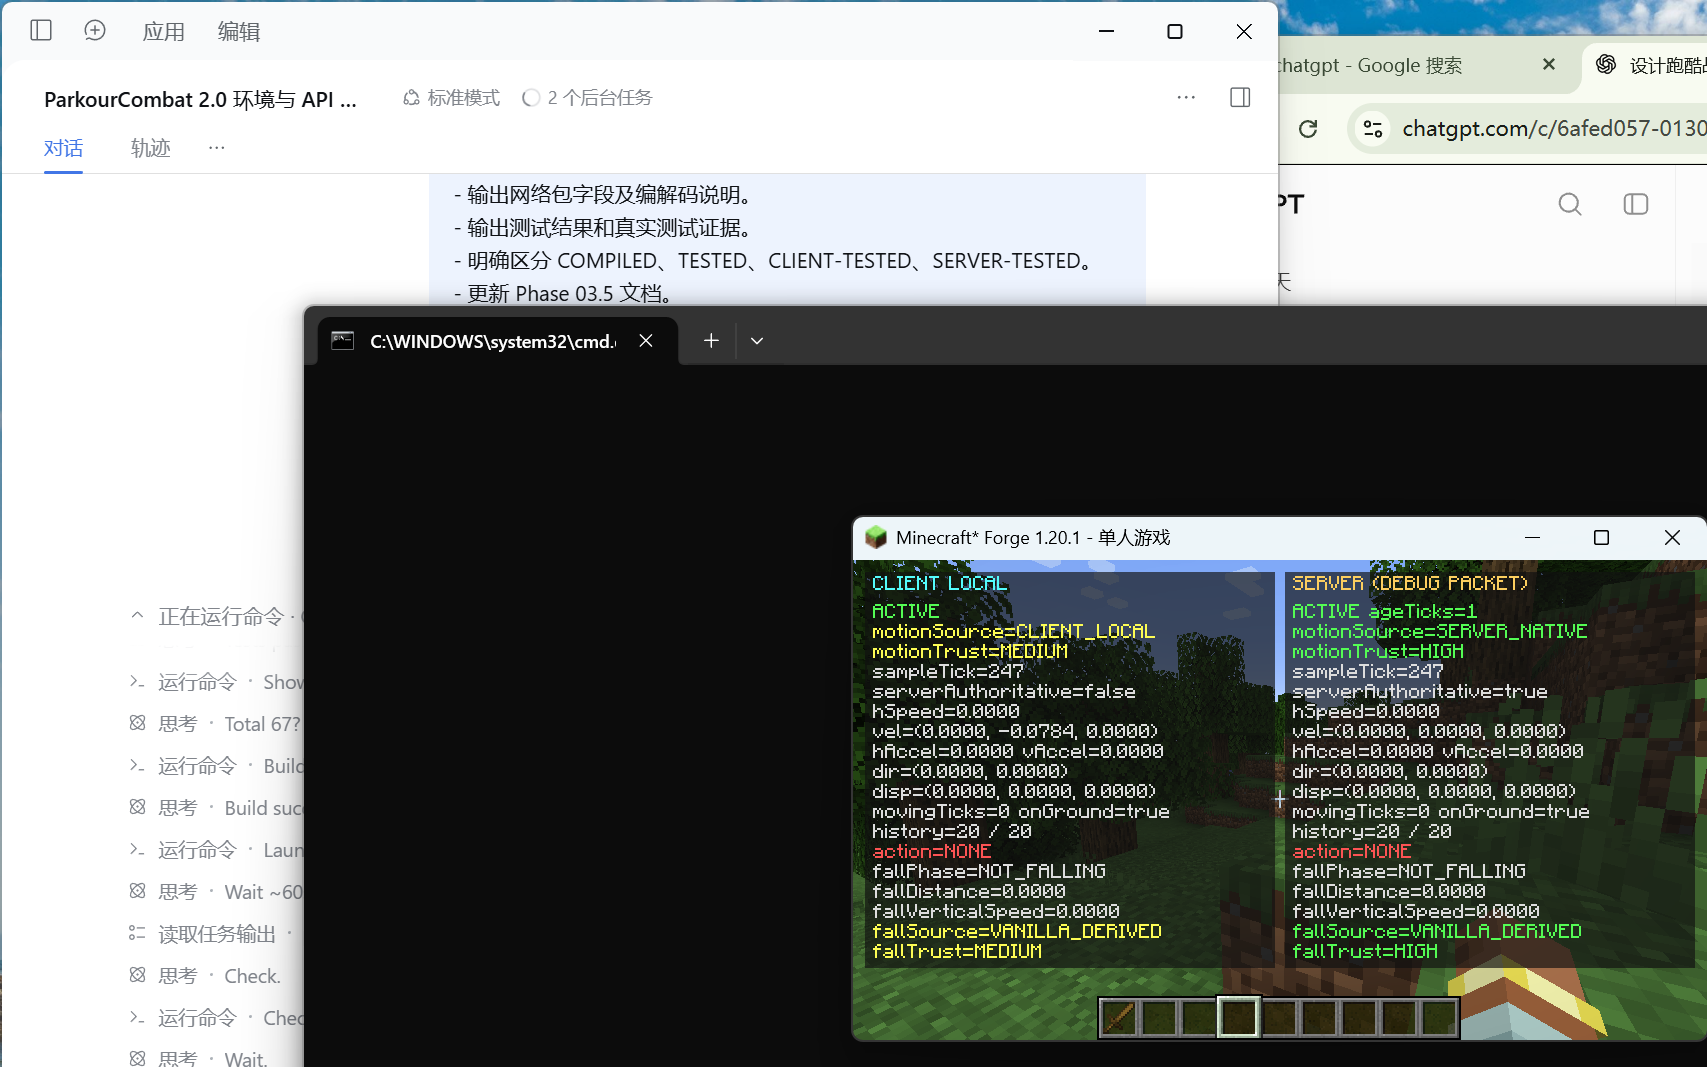 应用 编辑
ParkourCombat 2.0 环境与 API ... 标准模式 2 个后台任务 ...
对话 轨迹 ...
- 输出网络包字段及编解码说明。
- 输出测试结果和真实测试证据。
- 明确区分 COMPILED、TESTED、CLIENT-TESTED、SERVER-TESTED。
- 更新 Phase 03.5 文档。
正在运行命令 ·
运行命令 · Show
思考 · Total 67?
运行命令 · Build
思考 · Build succ
运行命令 · Laun
思考 · Wait ~60
读取任务输出 ·
思考 · Check.
运行命令 · Chec
思考 · Wait.
chatgpt - Google 搜索
设计跑酷
chatgpt.com/c/6afed057-0130
PT
天
C:\WINDOWS\system32\cmd.
Minecraft* Forge 1.20.1 - 单人游戏
CLIENT LOCAL
ACTIVE
motionSource=CLIENT_LOCAL
motionTrust=MEDIUM
sampleTick=247
serverAuthoritative=false
hSpeed=0.0000
vel=(0.0000, -0.0784, 0.0000)
hAccel=0.0000 vAccel=0.0000
dir=(0.0000, 0.0000)
disp=(0.0000, 0.0000, 0.0000)
movingTicks=0 onGround=true
history=20 / 20
action=NONE
fallPhase=NOT_FALLING
fallDistance=0.0000
fallVerticalSpeed=0.0000
fallSource=VANILLA_DERIVED
fallTrust=MEDIUM
SERVER (DEBUG PACKET)
ACTIVE ageTicks=1
motionSource=SERVER_NATIVE
motionTrust=HIGH
sampleTick=247
serverAuthoritative=true
hSpeed=0.0000
vel=(0.0000, 0.0000, 0.0000)
hAccel=0.0000 vAccel=0.0000
dir=(0.0000, 0.0000)
disp=(0.0000, 0.0000, 0.0000)
movingTicks=0 onGround=true
history=20 / 20
action=NONE
fallPhase=NOT_FALLING
fallDistance=0.0000
fallVerticalSpeed=0.0000
fallSource=VANILLA_DERIVED
fallTrust=HIGH